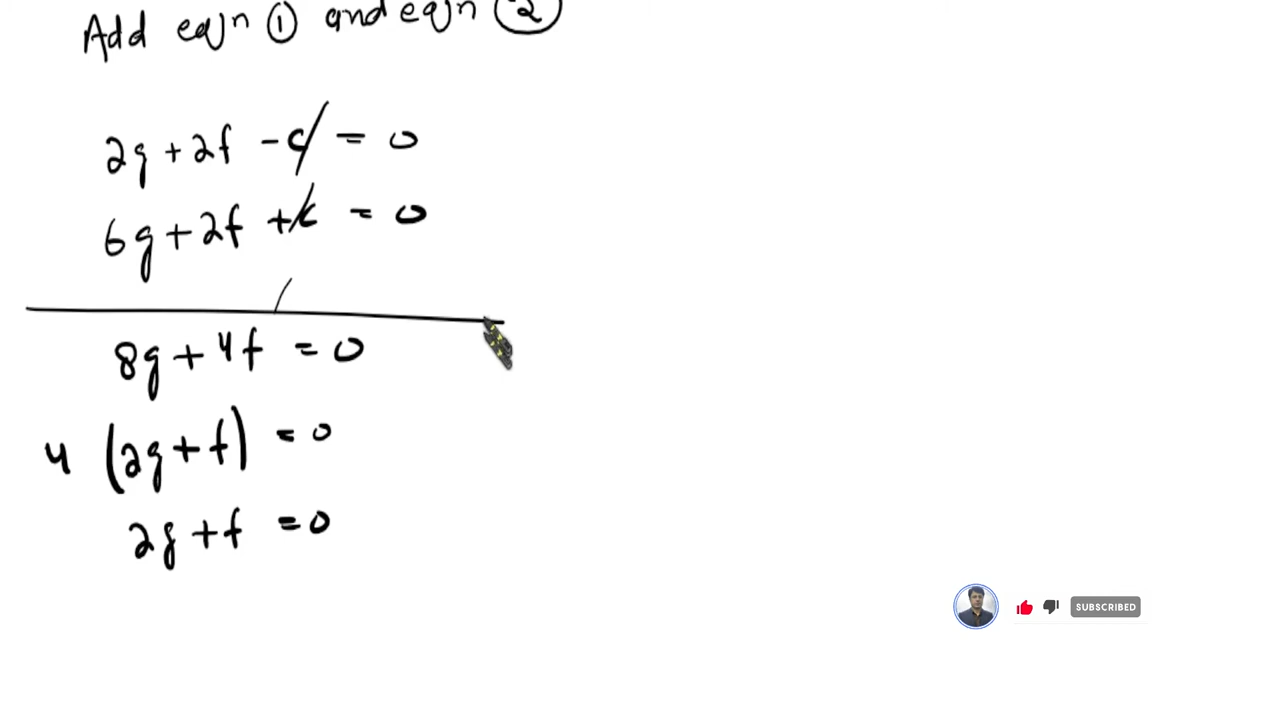 Add eqn ① and eqn ②
2g + 2f - c = 0
6g + 2f + c = 0
8g + 4f = 0
4 (2g + f) = 0
2g + f = 0
SUBSCRIBED